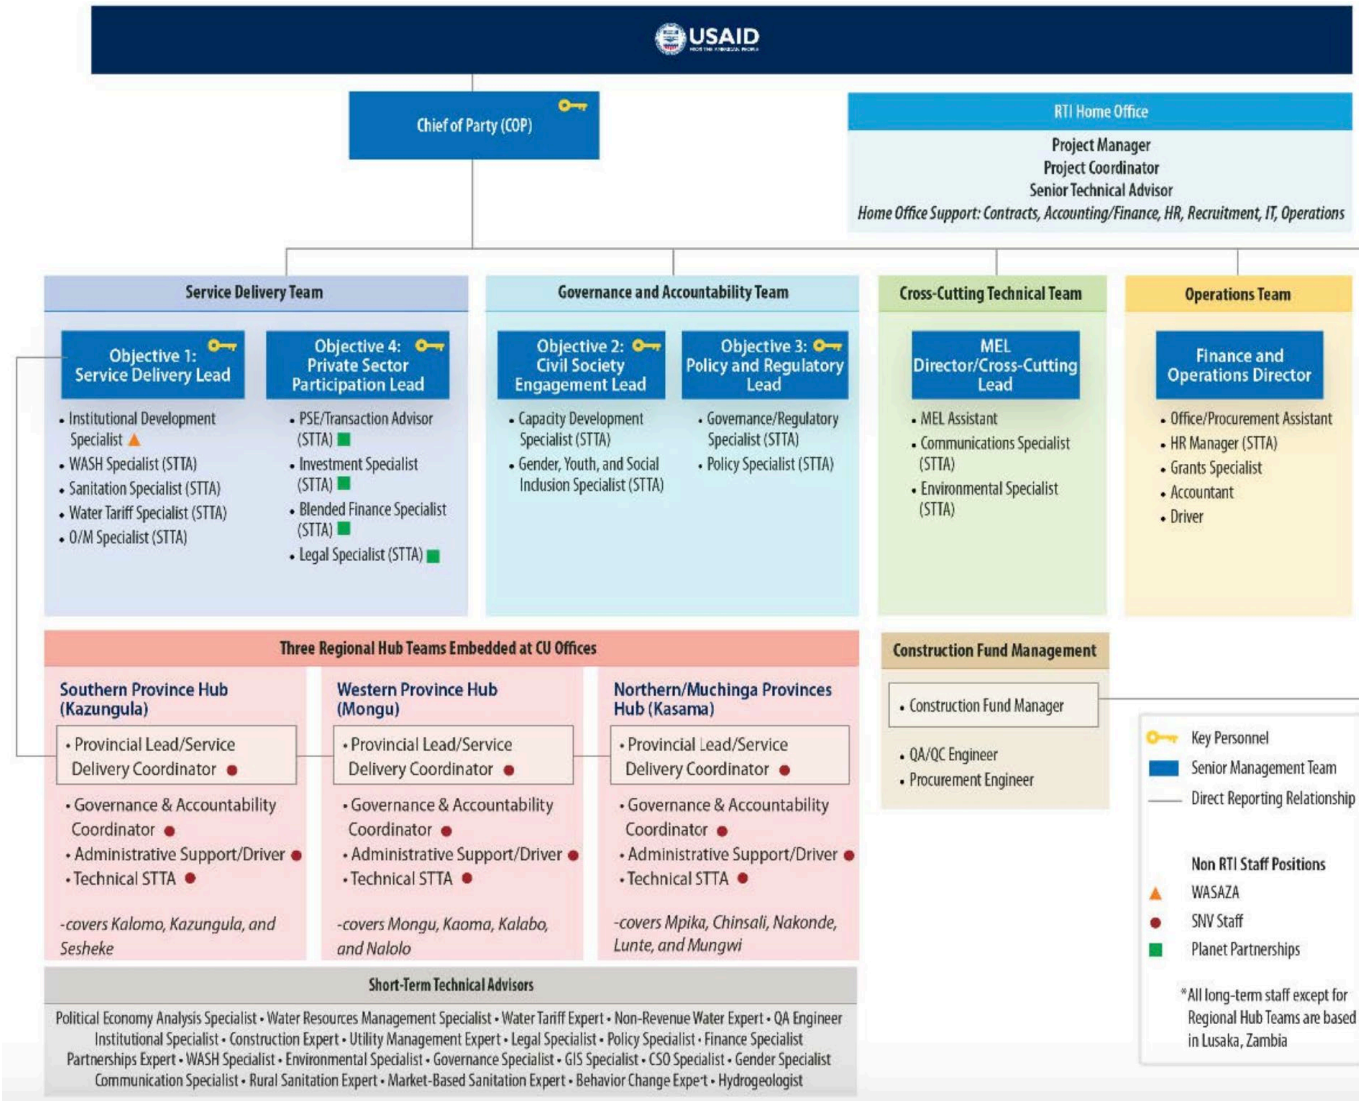 USAID
FROM THE AMERICAN PEOPLE
Chief of Party (COP)
RTI Home Office
Project Manager
Project Coordinator
Senior Technical Advisor
Home Office Support: Contracts, Accounting/Finance, HR, Recruitment, IT, Operations
Service Delivery Team
Objective 1:
Service Delivery Lead
• Institutional Development
Specialist
• WASH Specialist (STTA)
• Sanitation Specialist (STTA)
• Water Tariff Specialist (STTA)
• O/M Specialist (STTA)
Objective 4:
Private Sector
Participation Lead
• PSE/Transaction Advisor
(STTA)
• Investment Specialist
(STTA)
• Blended Finance Specialist
(STTA)
• Legal Specialist (STTA)
Governance and Accountability Team
Objective 2:
Civil Society
Engagement Lead
• Capacity Development
Specialist (STTA)
• Gender, Youth, and Social
Inclusion Specialist (STTA)
Objective 3:
Policy and Regulatory
Lead
• Governance/Regulatory
Specialist (STTA)
• Policy Specialist (STTA)
Cross-Cutting Technical Team
MEL
Director/Cross-Cutting
Lead
• MEL Assistant
• Communications Specialist
(STTA)
• Environmental Specialist
(STTA)
Operations Team
Finance and
Operations Director
• Office/Procurement Assistant
• HR Manager (STTA)
• Grants Specialist
• Accountant
• Driver
Three Regional Hub Teams Embedded at CU Offices
Southern Province Hub
(Kazungula)
• Provincial Lead/Service
Delivery Coordinator
• Governance & Accountability
Coordinator
• Administrative Support/Driver
• Technical STTA
-covers Kalomo, Kazungula, and
Sesheke
Western Province Hub
(Mongu)
• Provincial Lead/Service
Delivery Coordinator
• Governance & Accountability
Coordinator
• Administrative Support/Driver
• Technical STTA
-covers Mongu, Kaoma, Kalabo,
and Nalolo
Northern/Muchinga Provinces
Hub (Kasama)
• Provincial Lead/Service
Delivery Coordinator
• Governance & Accountability
Coordinator
• Administrative Support/Driver
• Technical STTA
-covers Mpika, Chinsali, Nakonde,
Lunte, and Mungwi
Construction Fund Management
• Construction Fund Manager
• QA/QC Engineer
• Procurement Engineer
Key Personnel
Senior Management Team
Direct Reporting Relationship
Non RTI Staff Positions
WASAZA
SNV Staff
Planet Partnerships
*All long-term staff except for
Regional Hub Teams are based
in Lusaka, Zambia
Short-Term Technical Advisors
Political Economy Analysis Specialist • Water Resources Management Specialist • Water Tariff Expert • Non-Revenue Water Expert • QA Engineer
Institutional Specialist • Construction Expert • Utility Management Expert • Legal Specialist • Policy Specialist • Finance Specialist
Partnerships Expert • WASH Specialist • Environmental Specialist • Governance Specialist • GIS Specialist • CSO Specialist • Gender Specialist
Communication Specialist • Rural Sanitation Expert • Market-Based Sanitation Expert • Behavior Change Expert • Hydrogeologist